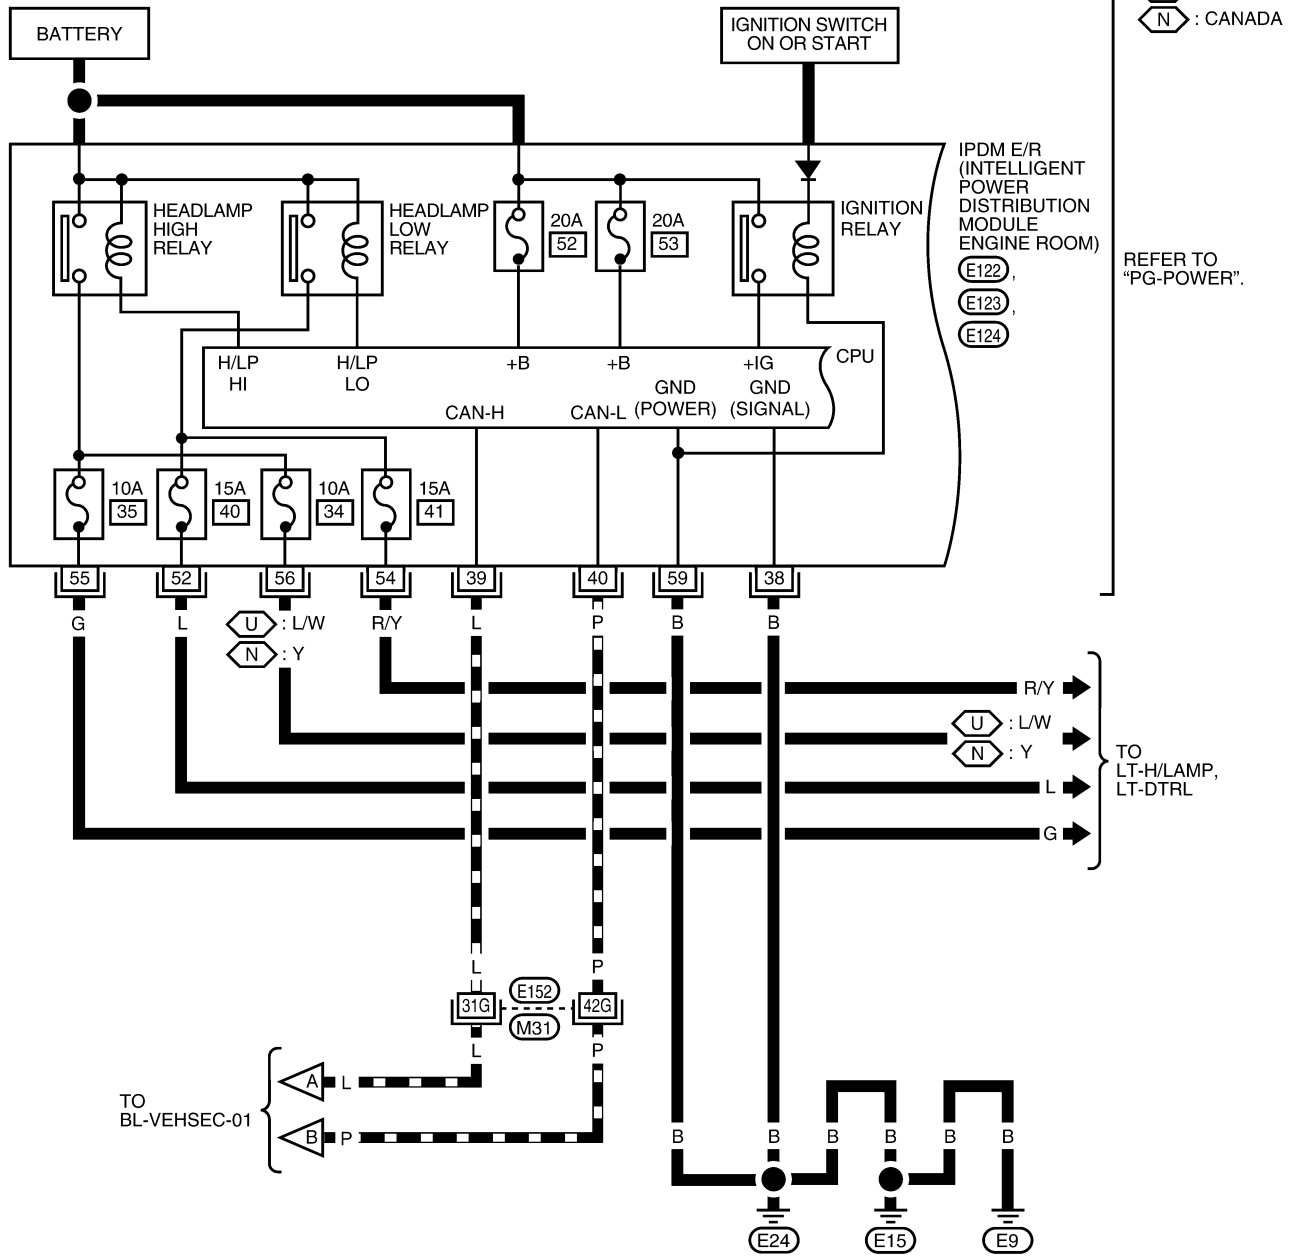 N : CANADA
BATTERY
IGNITION SWITCH
ON OR START
IPDM E/R
(INTELLIGENT
POWER
DISTRIBUTION
MODULE
ENGINE ROOM)
E122 ,
E123 ,
E124
REFER TO
“PG-POWER”.
HEADLAMP
HIGH
RELAY
HEADLAMP
LOW
RELAY
20A
52
20A
53
IGNITION
RELAY
H/LP
HI
H/LP
LO
+B
+B
+IG
CPU
CAN-H
CAN-L
GND
(POWER)
GND
(SIGNAL)
10A
35
15A
40
10A
34
15A
41
55
52
56
54
39
40
59
38
G
L
U : L/W
N : Y
R/Y
L
P
B
B
R/Y
U : L/W
N : Y
L
G
TO
LT-H/LAMP,
LT-DTRL
L
P
31G
E152
M31
42G
L
P
TO
BL-VEHSEC-01
A L
B P
B
B
B
B
B
B
E24
E15
E9